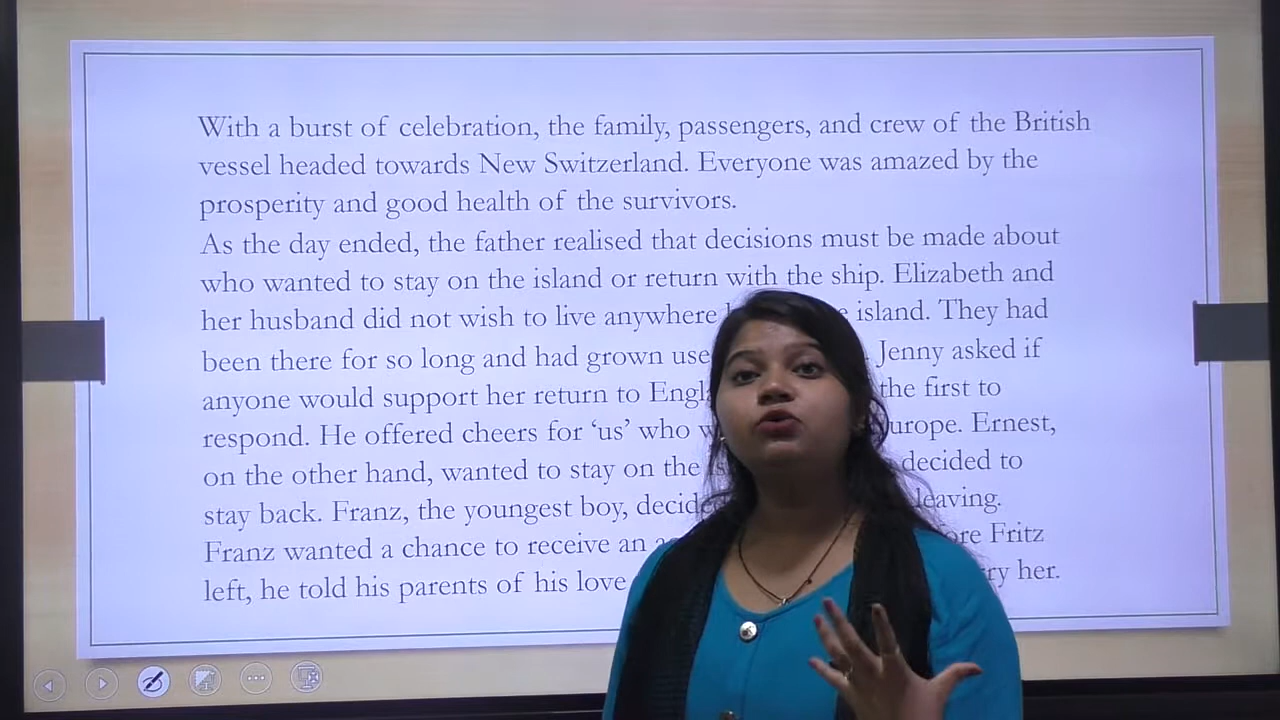 With a burst of celebration, the family, passengers, and crew of the British
vessel headed towards New Switzerland. Everyone was amazed by the
prosperity and good health of the survivors.
As the day ended, the father realised that decisions must be made about
who wanted to stay on the island or return with the ship. Elizabeth and
her husband did not wish to live anywhere island. They had
been there for so long and had grown Jenny asked if
anyone would support her return to the first to
respond. He offered cheers for ‘us’ who Ernest,
on the other hand, wanted to stay on the decided to
stay back. Franz, the youngest boy, leaving.
Franz wanted a chance to receive an Fritz
left, he told his parents of his love her.